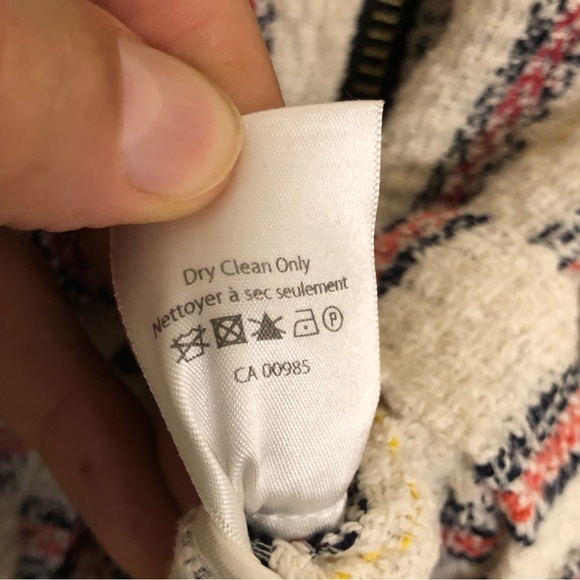 Dry Clean Only
Nettoyer à sec seulement
P
CA 00985